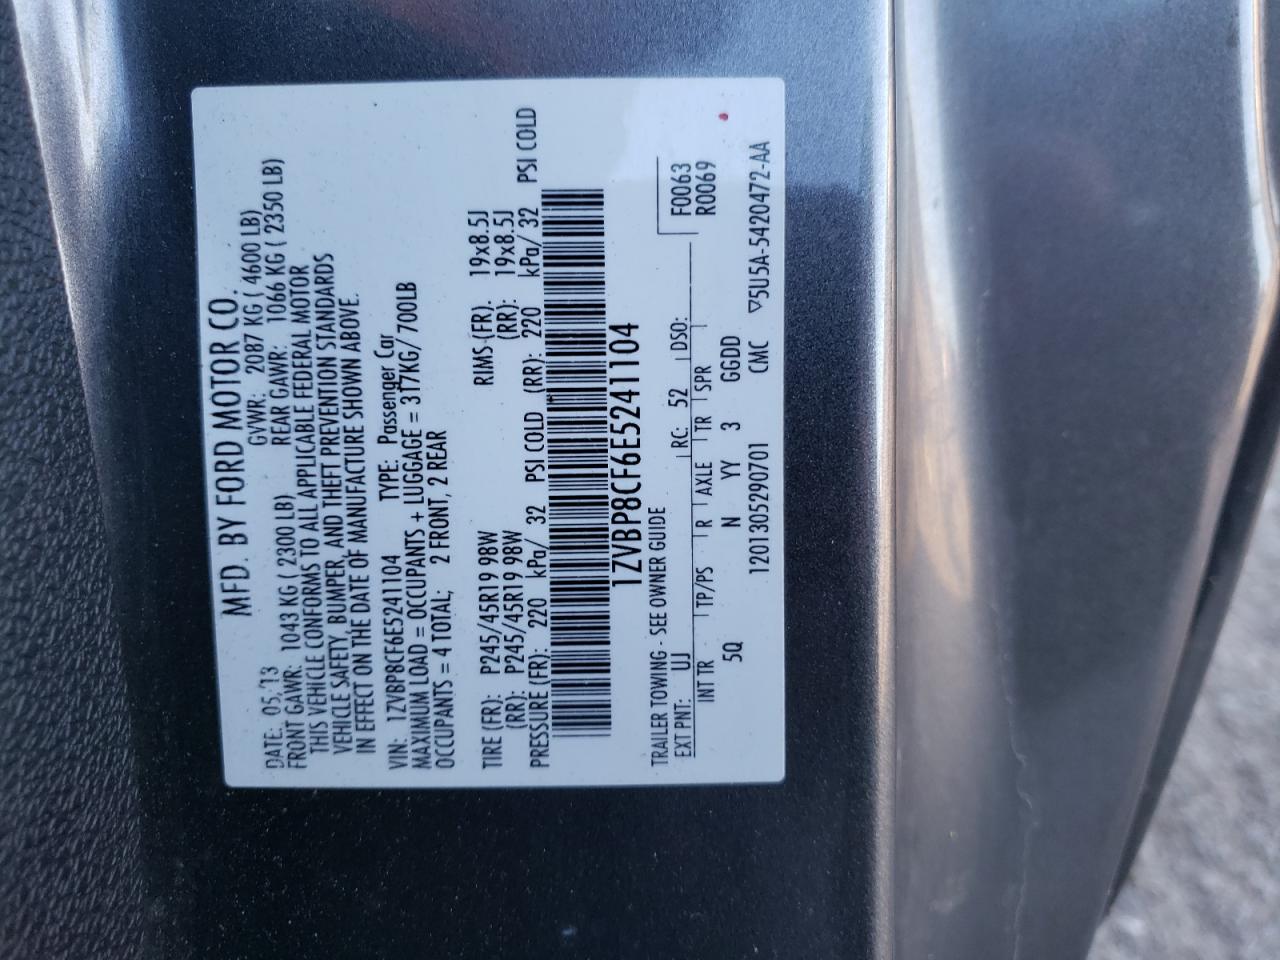 MFD. BY FORD MOTOR CO.
DATE: 05/13 GVWR: 2087 KG ( 4600 LB)
FRONT GAWR: 1043 KG ( 2300 LB) REAR GAWR: 1066 KG ( 2350 LB)
THIS VEHICLE CONFORMS TO ALL APPLICABLE FEDERAL MOTOR
VEHICLE SAFETY, BUMPER, AND THEFT PREVENTION STANDARDS
IN EFFECT ON THE DATE OF MANUFACTURE SHOWN ABOVE.
VIN: 1ZVBP8CF6E5241104 TYPE: Passenger Car
MAXIMUM LOAD = OCCUPANTS + LUGGAGE = 317KG/ 700LB
OCCUPANTS = 4 TOTAL; 2 FRONT, 2 REAR
TIRE (FR): P245/45R19 98W RIMS (FR). 19x8.5J
(RR): P245/45R19 98W (RR): 19x8.5J
PRESSURE (FR): 220 kPa/ 32 PSI COLD (RR): 220 kPa/ 32 PSI COLD
1ZVBP8CF6E5241104
TRAILER TOWING - SEE OWNER GUIDE F0063
EXT PNT: UJ RC: 52 DSO: R0069
INT TR TP/PS R AXLE TR SPR
5Q N YY 3 GGDD
1201305290701 CMC ▽5U5A-5420472-AA